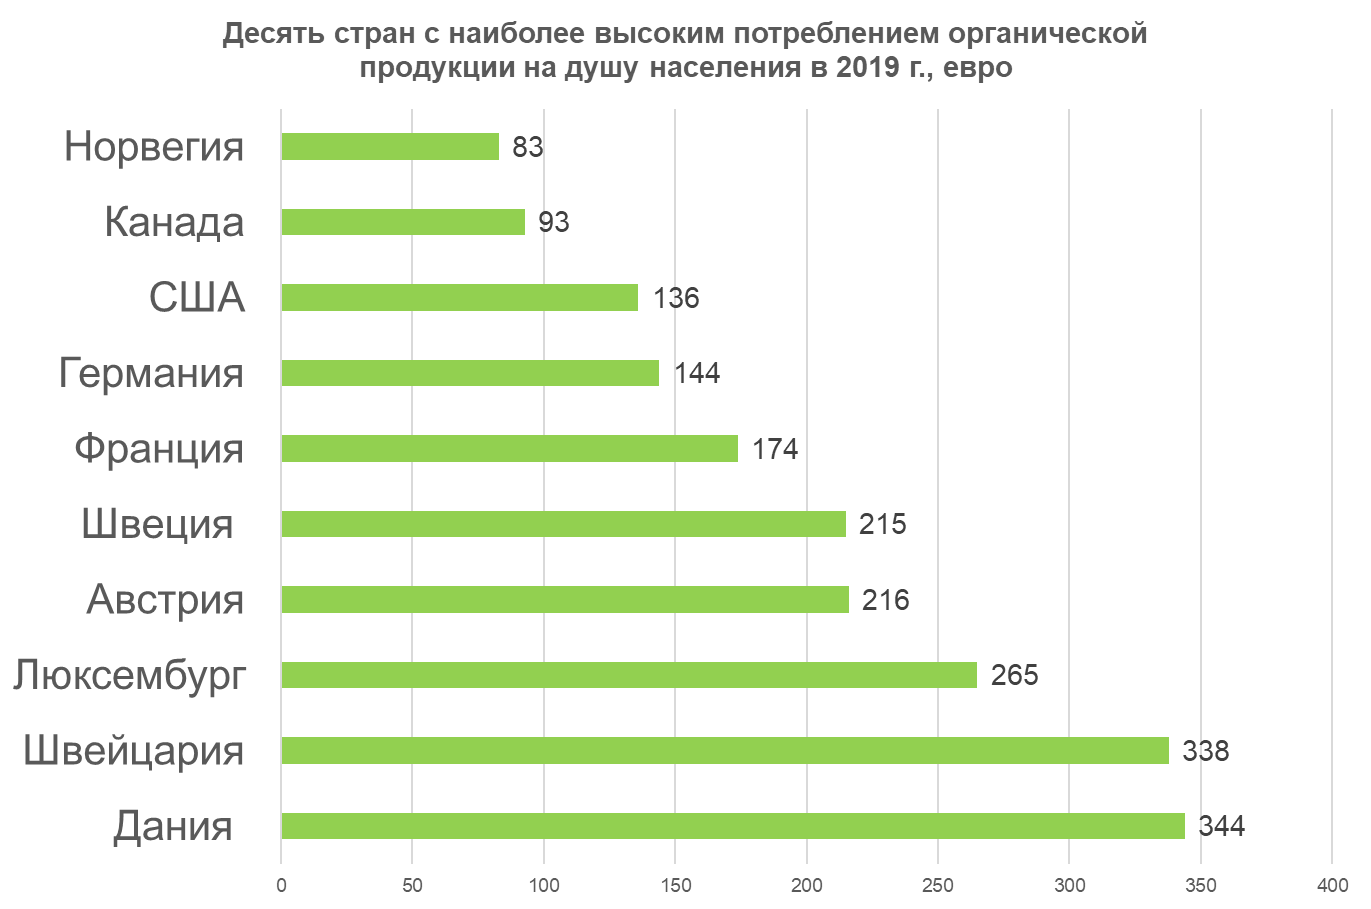 Десять стран с наиболее высоким потреблением органической
продукции на душу населения в 2019 г., евро
Норвегия 83
Канада 93
США 136
Германия 144
Франция 174
Швеция 215
Австрия 216
Люксембург 265
Швейцария 338
Дания 344
0 50 100 150 200 250 300 350 400